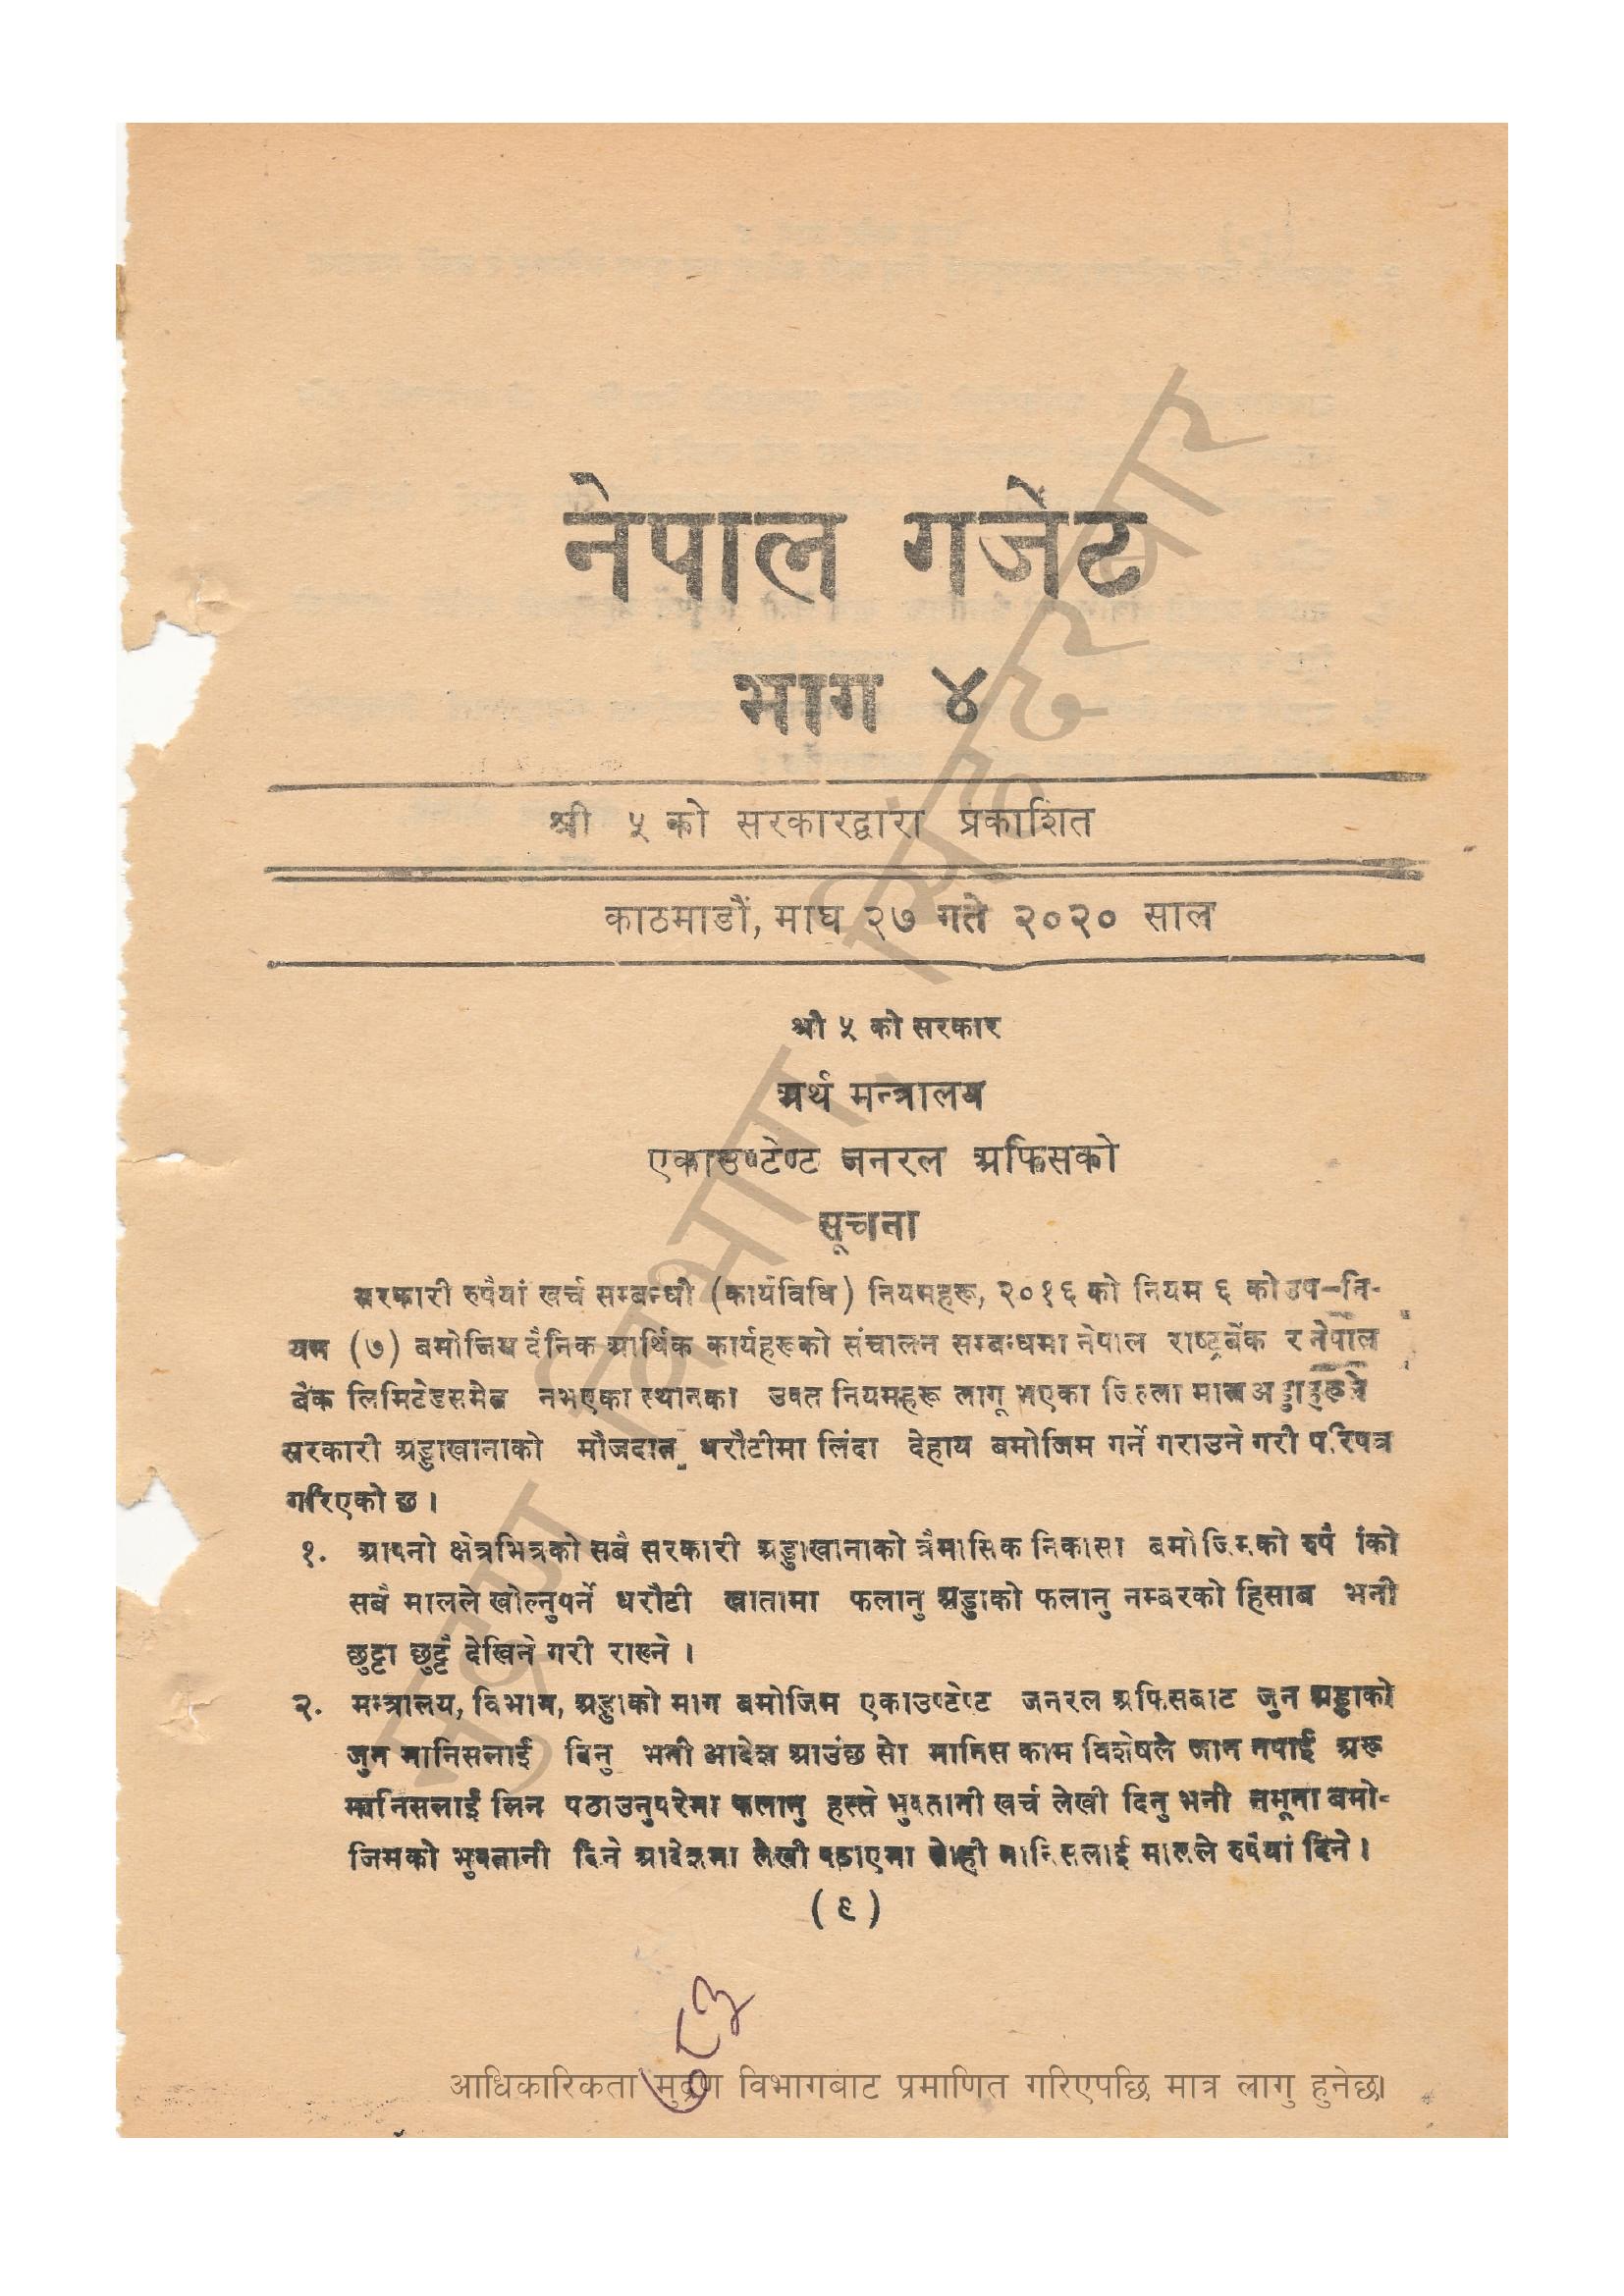 नेपाल गजेट
भाग ४
श्री ५ को सरकारद्वारा प्रकाशित
काठमाडौं, माघ २७ गते २०२० साल
श्री ५ को सरकार
अर्थ मन्त्रालय
एकाउण्टेण्ट जनरल अफिसको
सूचना
सरकारी रुपैयां खर्च सम्बन्धी (कार्यविधि) नियमहरू, २०१६ को नियम ६ को उप-नि-
यम (७) बमोजिम दैनिक आर्थिक कार्यहरूको संचालन सम्बन्धमा नेपाल राष्ट्रबैंक र नेपाल
बैंक लिमिटेडसमेत नभएका स्थानका उक्त नियमहरू लागू भएका जिल्ला माल अड्डाहरूले
सरकारी अड्डाखानाको मौजदात धरौटीमा लिंदा देहाय बमोजिम गर्ने गराउने गरी परिपत्र
गरिएको छ ।
१. आफ्नो क्षेत्रभित्रको सबै सरकारी अड्डाखानाको त्रैमासिक निकासा बमोजिमको
सबै मालले खोल्नुपर्ने धरौटी खातामा फलानु अड्डाको फलानु नम्बरको हिसाब भनी
छुट्टा छुट्टै देखिने गरी राख्ने ।
२. मन्त्रालय, विभाग, अड्डाको माग बमोजिम एकाउण्टेण्ट जनरल अफिसबाट जुन अड्डाको
जुन मानिसलाई दिनु भनी आदेश आउंछ सो मानिस काम विशेषले जान नपाई अरू
मानिसलाई लिन पठाउनुपरेमा फलानु हस्ते भुक्तानी खर्च लेखी दिनु भनी नमूना बमो-
जिमको भुक्तानी दिने आदेशमा लेखी पठाएमा सोही मानिसलाई मालले रुपैयां दिने ।
(९)
७८३
आधिकारिकता मुद्रण विभागबाट प्रमाणित गरिएपछि मात्र लागु हुनेछ।
मुद्रण विभाग, सिंहदरबार